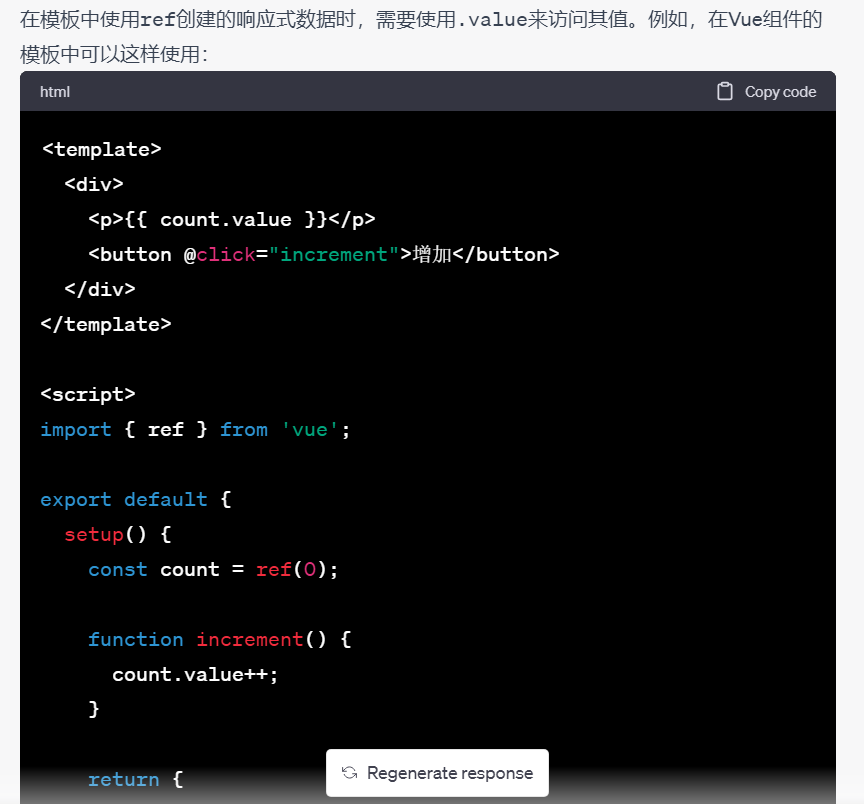 在模板中使用ref创建的响应式数据时，需要使用.value来访问其值。例如，在Vue组件的
模板中可以这样使用：
html Copy code
<template>
  <div>
    <p>{{ count.value }}</p>
    <button @click="increment">增加</button>
  </div>
</template>

<script>
import { ref } from 'vue';

export default {
  setup() {
    const count = ref(0);

    function increment() {
      count.value++;
    }

    return {
Regenerate response